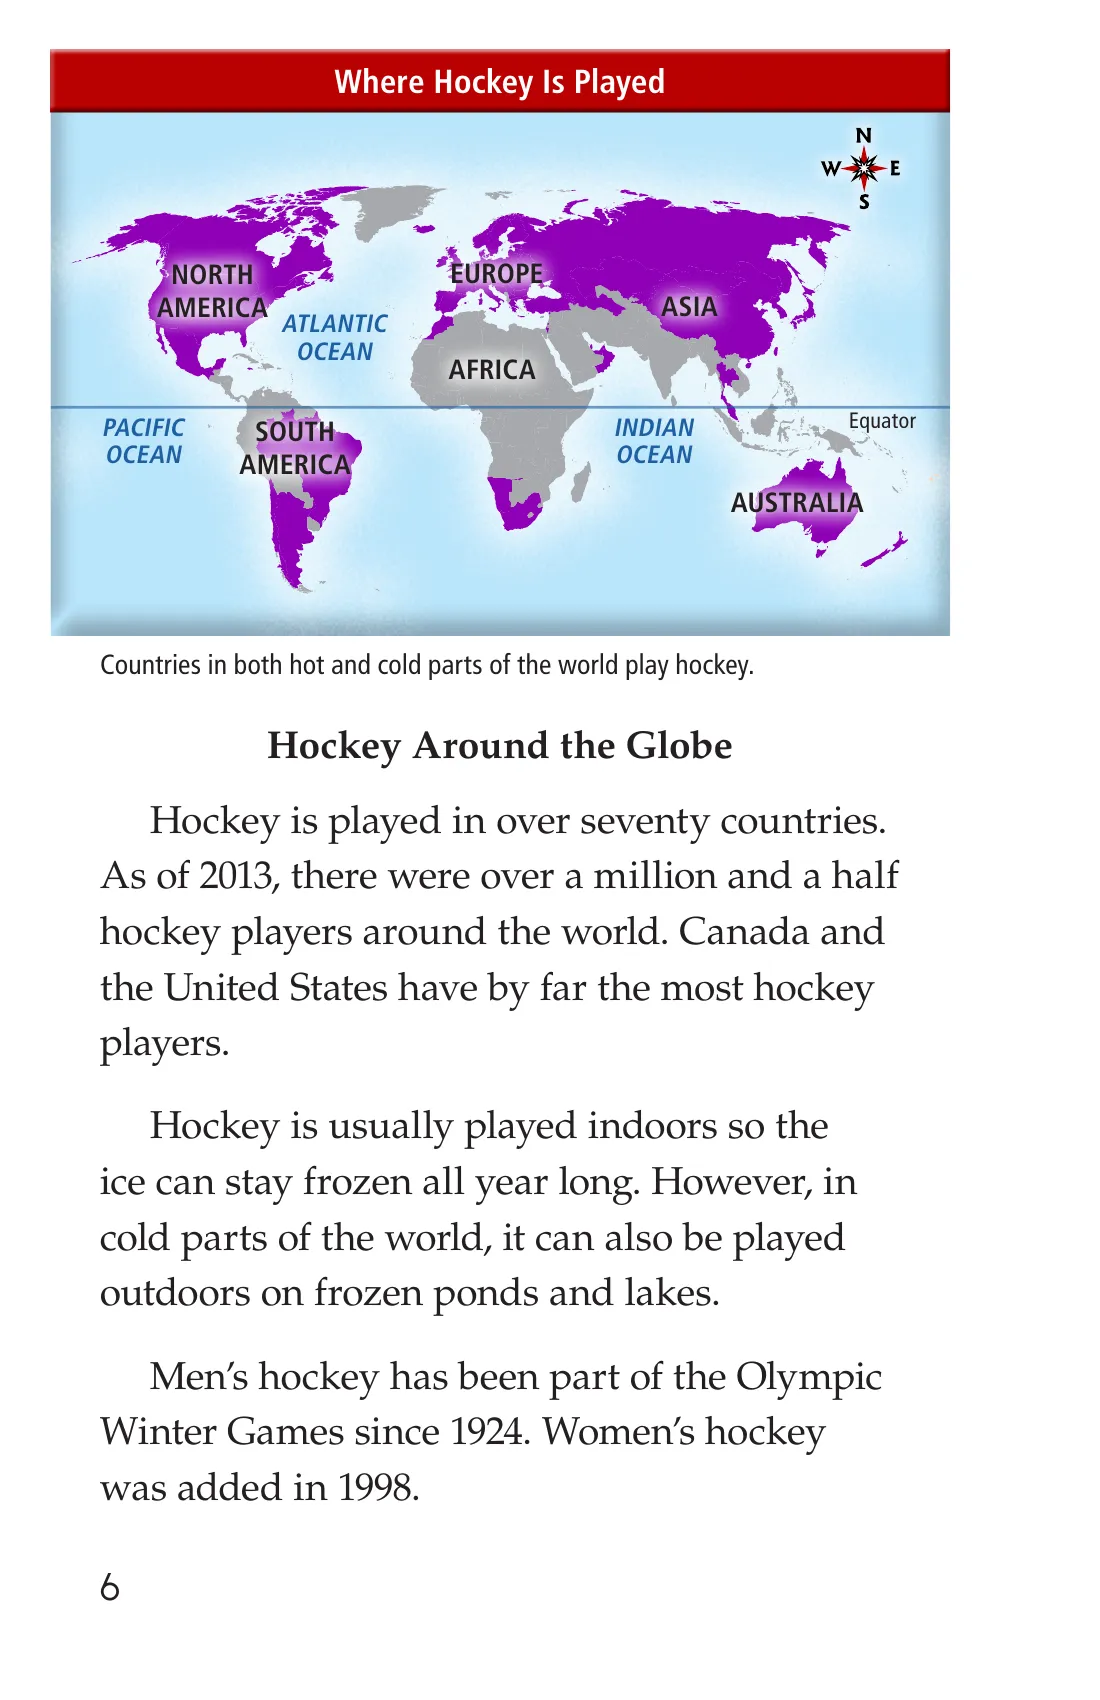 Where Hockey Is Played
N
W E
S
NORTH
AMERICA
EUROPE
ASIA
ATLANTIC
OCEAN
AFRICA
PACIFIC
OCEAN
SOUTH
AMERICA
INDIAN
OCEAN
Equator
AUSTRALIA
Countries in both hot and cold parts of the world play hockey.
Hockey Around the Globe
Hockey is played in over seventy countries.
As of 2013, there were over a million and a half
hockey players around the world. Canada and
the United States have by far the most hockey
players.
Hockey is usually played indoors so the
ice can stay frozen all year long. However, in
cold parts of the world, it can also be played
outdoors on frozen ponds and lakes.
Men’s hockey has been part of the Olympic
Winter Games since 1924. Women’s hockey
was added in 1998.
6